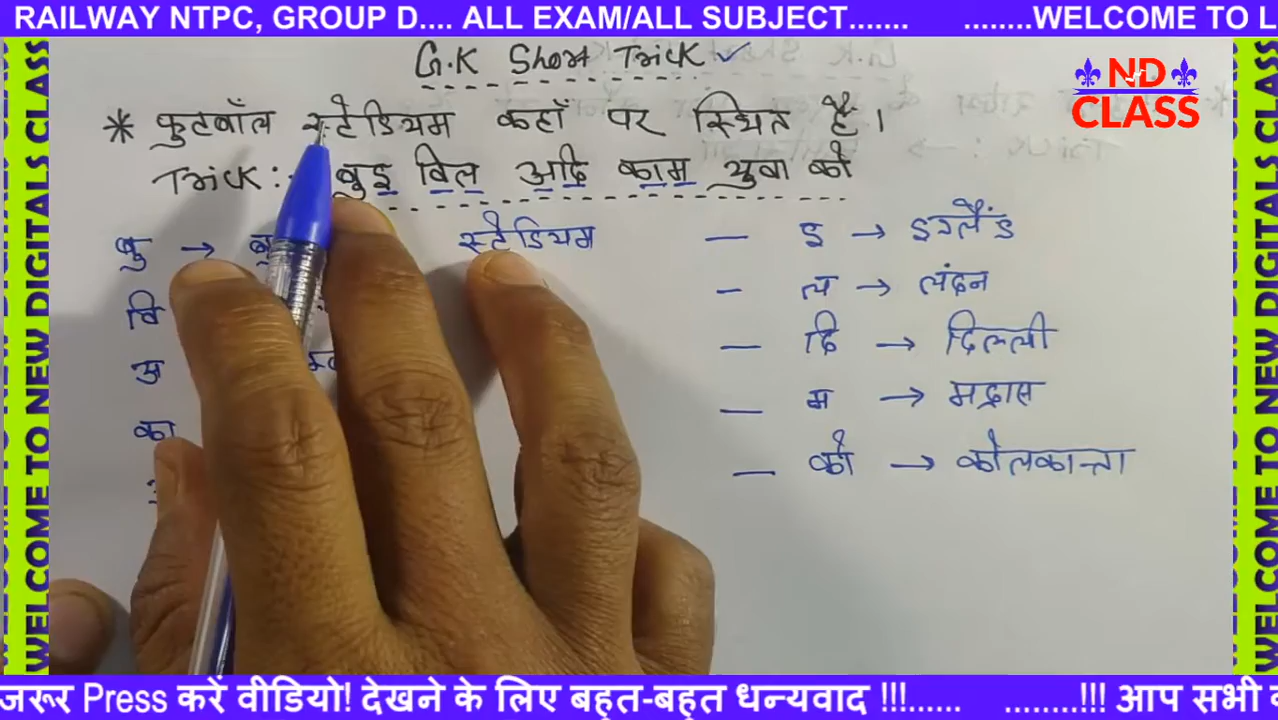 RAILWAY NTPC, GROUP D.... ALL EXAM/ALL SUBJECT....... ........WELCOME TO L
ND
CLASS
G.K Short Trick
* फुटबॉल स्टेडियम कहाँ पर स्थित है।
Trick :- बुइ विल अदि काम युवा को
बु → स्टेडियम — इ → इंग्लैंड
वि — ल → लंदन
अ — दि → दिल्ली
का — म → मद्रास
— को → कोलकात्ता
WELCOME TO NEW DIGITALS CLASS
WELCOME TO NEW DIGITALS CLASS
जरूर Press करें वीडियो! देखने के लिए बहुत-बहुत धन्यवाद !!!...... ........!!! आप सभी